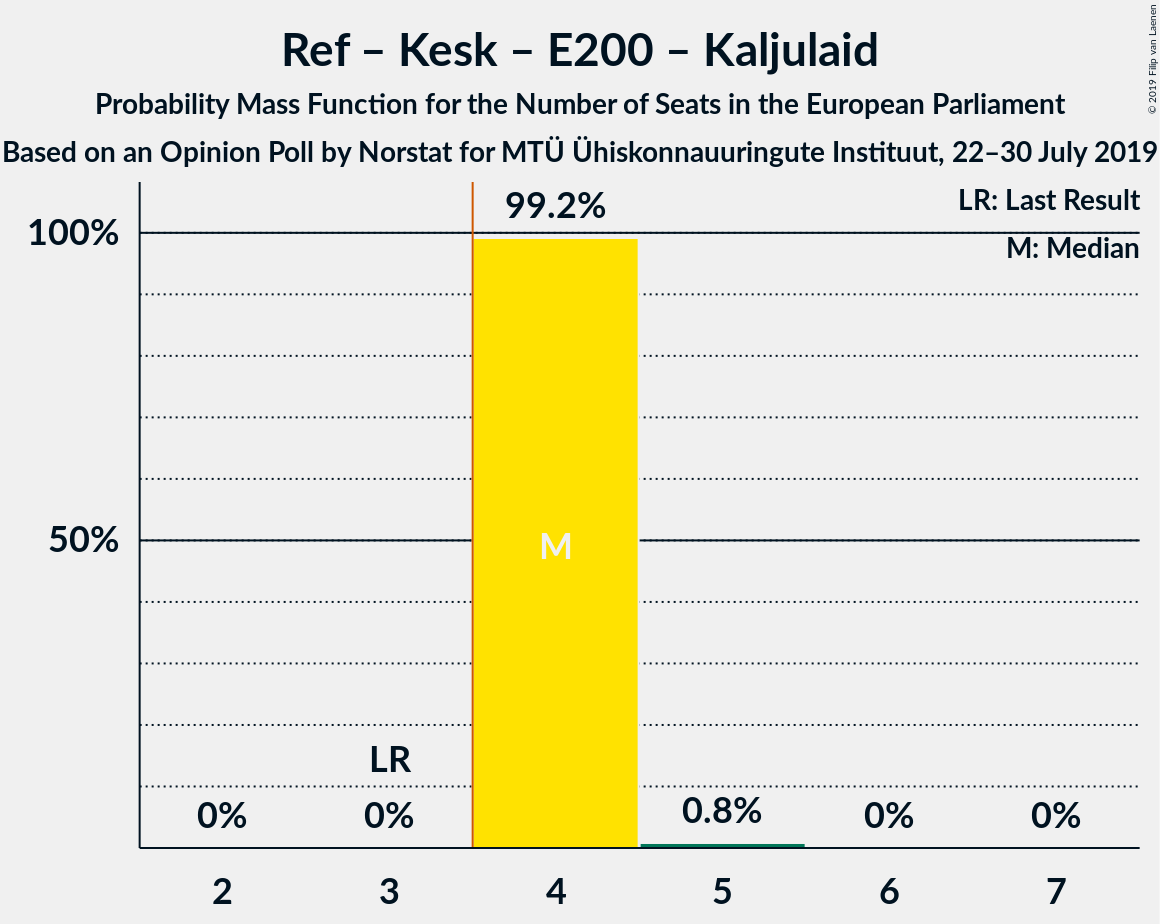 Ref – Kesk – E200 – Kaljulaid
Probability Mass Function for the Number of Seats in the European Parliament
Based on an Opinion Poll by Norstat for MTÜ Ühiskonnauuringute Instituut, 22–30 July 2019
© 2019 Filip van Laenen
LR: Last Result
M: Median
100%
50%
99.2%
M
LR
0%
0%
0.8%
0%
0%
2
3
4
5
6
7